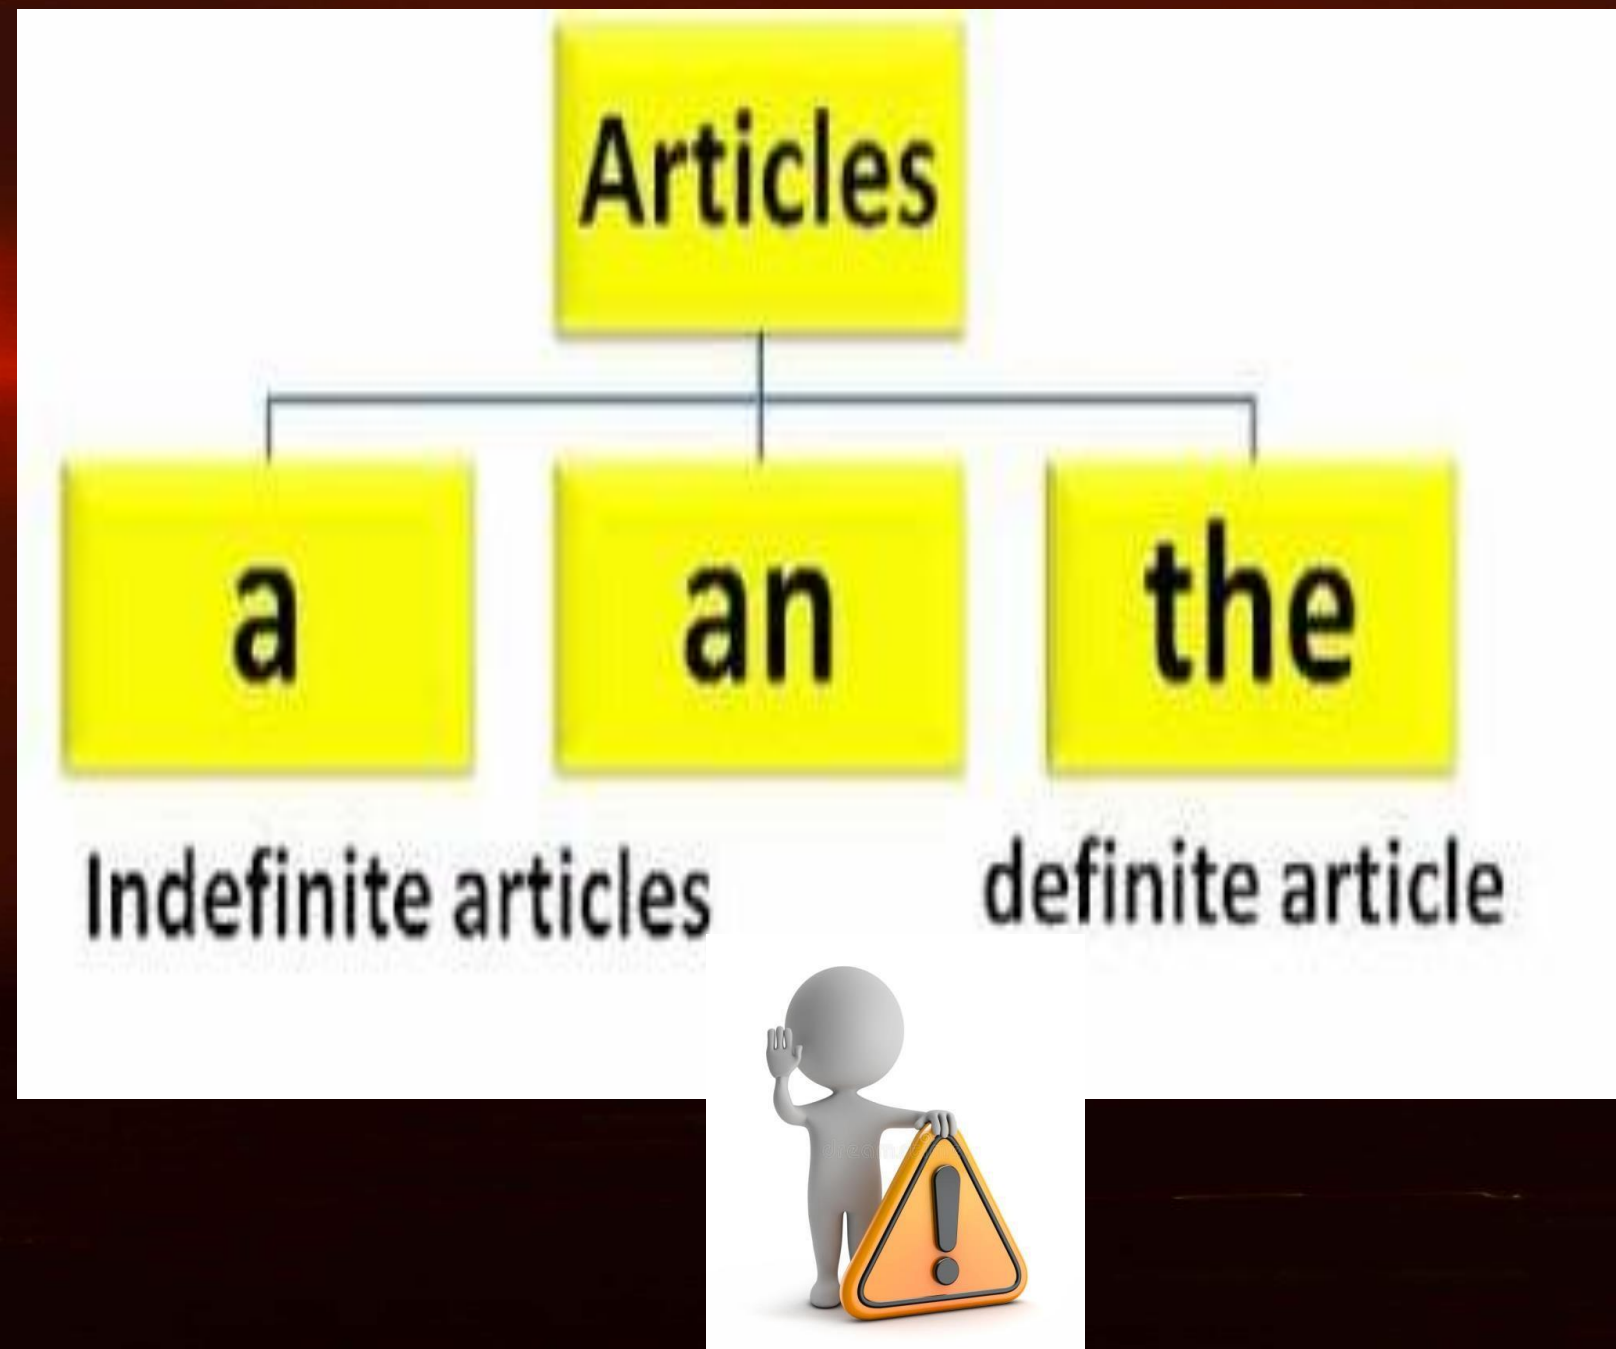 Articles
a an the
Indefinite articles definite article